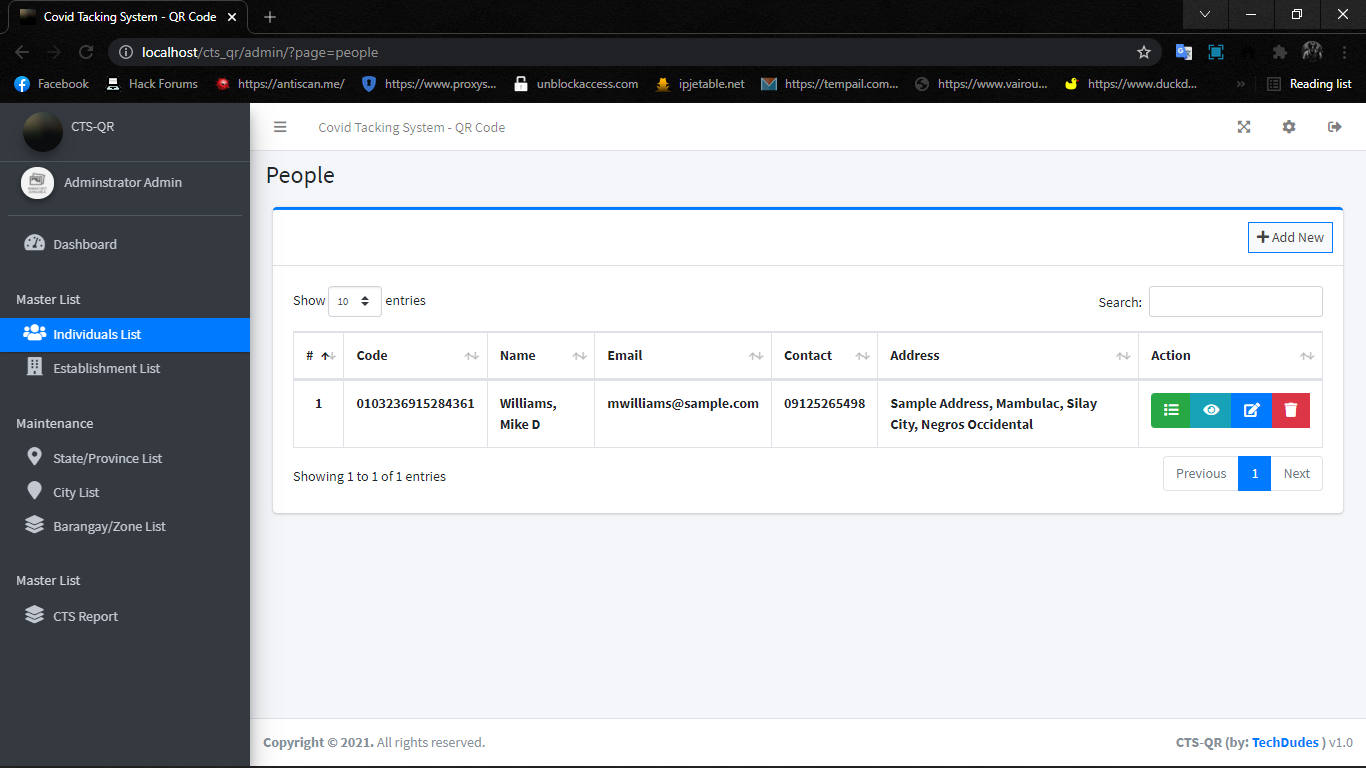 Covid Tacking System - QR Code
localhost/cts_qr/admin/?page=people
Facebook
Hack Forums
https://antiscan.me/
https://www.proxys...
unblockaccess.com
ipjetable.net
https://tempail.com...
https://www.vairou...
https://www.duckd...
Reading list
CTS-QR
Covid Tacking System - QR Code
Adminstrator Admin
Dashboard
Master List
Individuals List
Establishment List
Maintenance
State/Province List
City List
Barangay/Zone List
Master List
CTS Report
People
Add New
Show 10 entries
Search:
# Code Name Email Contact Address Action
1 0103236915284361 Williams, Mike D mwilliams@sample.com 09125265498 Sample Address, Mambulac, Silay City, Negros Occidental
Showing 1 to 1 of 1 entries
Previous 1 Next
Copyright © 2021. All rights reserved.
CTS-QR (by: TechDudes ) v1.0